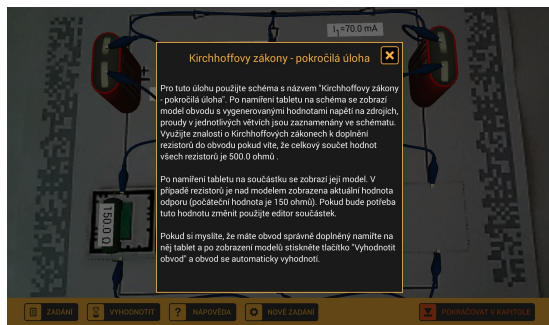 I₁=70.0 mA
Kirchhoffovy zákony - pokročilá úloha
Pro tuto úlohu použijte schéma s názvem "Kirchhoffovy zákony
- pokročilá úloha". Po namíření tabletu na schéma se zobrazí
model obvodu s vygenerovanými hodnotami napětí na zdrojích,
proudy v jednotlivých větvích jsou zaznamenány ve schématu.
Využijte znalosti o Kirchhoffových zákonech k doplnění
rezistorů do obvodu pokud víte, že celkový součet hodnot
všech rezistorů je 500.0 ohmů .
Po namíření tabletu na součástku se zobrazí její model. V
případě rezistorů je nad modelem zobrazena aktuální hodnota
odporu (počáteční hodnota je 150 ohmů). Pokud bude potřeba
tuto hodnotu změnit použijte editor součástek.
Pokud si myslíte, že máte obvod správně doplněný namiřte na
něj tablet a po zobrazení modelů stiskněte tlačítko "Vyhodnotit
obvod" a obvod se automaticky vyhodnotí.
150.0 Ω
ZADÁNÍ
VYHODNOTIT
? NÁPOVĚDA
NOVÉ ZADÁNÍ
POKRAČOVAT V KAPITOLE